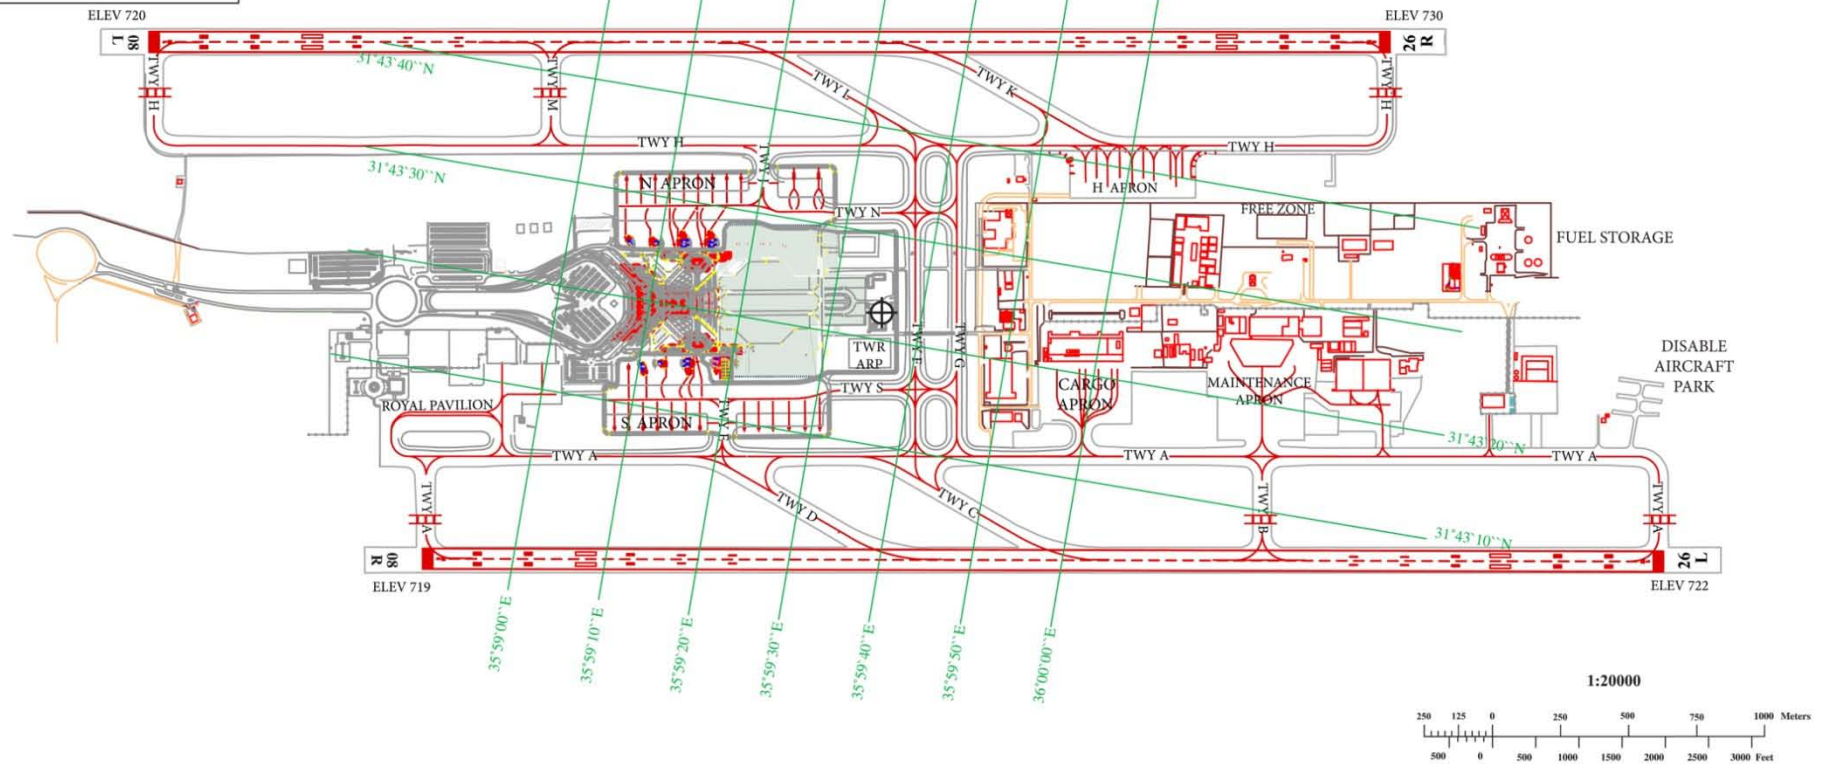 ELEV 720
ELEV 730
08
L
26
R
31°43`40``N
TWY H
TWY M
TWY L
TWY K
TWY H
TWY H
TWY H
31°43`30``N
TWY I
N APRON
H APRON
TWY N
FREE ZONE
FUEL STORAGE
TWR
ARP
TWY F
TWY G
DISABLE
AIRCRAFT
PARK
TWY S
CARGO
APRON
MAINTENANCE
APRON
ROYAL PAVILION
S APRON
TWY E
31°43`20``N
TWY A
TWY A
TWY A
TWY A
TWY D
TWY C
TWY B
TWY A
31°43`10``N
08
R
26
L
ELEV 719
ELEV 722
35°59`00``E
35°59`10``E
35°59`20``E
35°59`30``E
35°59`40``E
35°59`50``E
36°00`00``E
1:20000
250 125 0 250 500 750 1000 Meters
500 0 500 1000 1500 2000 2500 3000 Feet